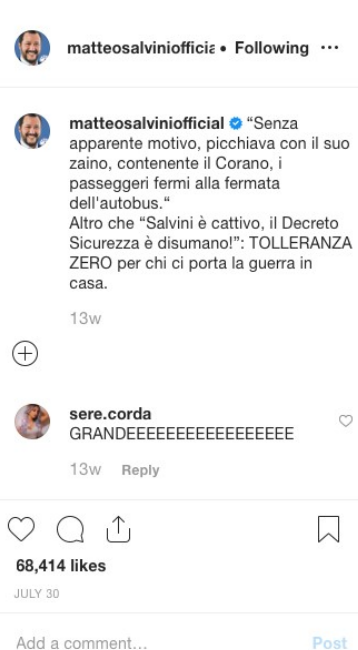 matteosalvinioffici • Following •••
matteosalviniofficial “Senza
apparente motivo, picchiava con il suo
zaino, contenente il Corano, i
passeggeri fermi alla fermata
dell'autobus.“
Altro che “Salvini è cattivo, il Decreto
Sicurezza è disumano!”: TOLLERANZA
ZERO per chi ci porta la guerra in
casa.
13w
sere.corda
GRANDEEEEEEEEEEEEEEEEE
13w Reply
68,414 likes
JULY 30
Add a comment... Post